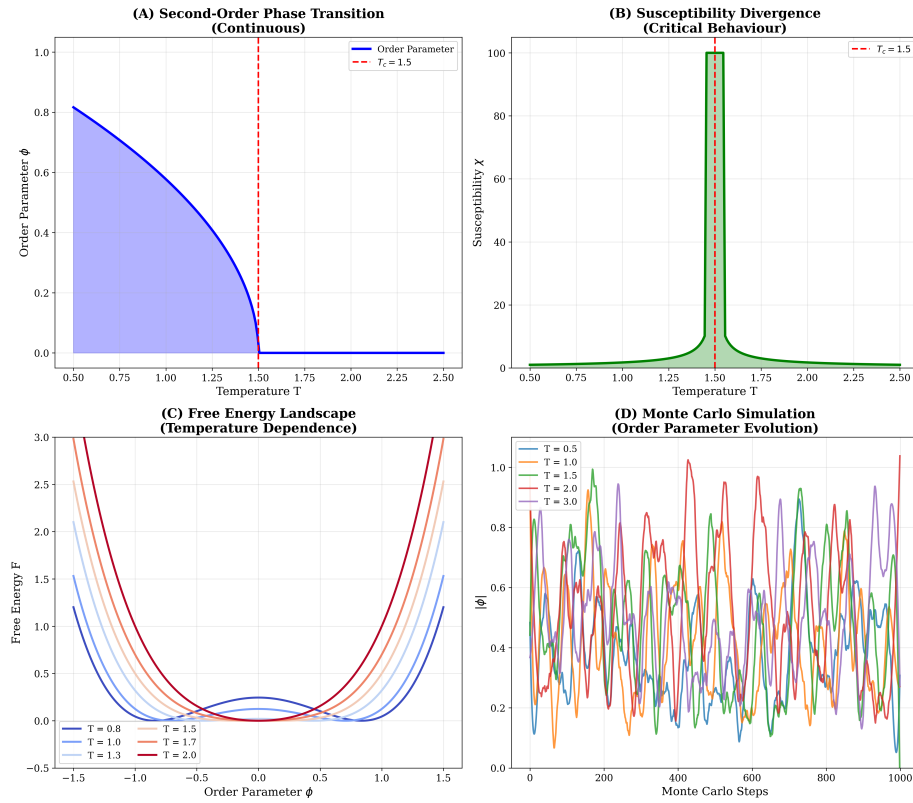 (A) Second-Order Phase Transition
(Continuous)
Order Parameter
T_c = 1.5
Order Parameter ϕ
1.0
0.8
0.6
0.4
0.2
0.0
0.50 0.75 1.00 1.25 1.50 1.75 2.00 2.25 2.50
Temperature T
(B) Susceptibility Divergence
(Critical Behaviour)
T_c = 1.5
Susceptibility χ
100
80
60
40
20
0
0.50 0.75 1.00 1.25 1.50 1.75 2.00 2.25 2.50
Temperature T
(C) Free Energy Landscape
(Temperature Dependence)
Free Energy F
3.0
2.5
2.0
1.5
1.0
0.5
0.0
−0.5
T = 0.8
T = 1.0
T = 1.3
T = 1.5
T = 1.7
T = 2.0
−1.5 −1.0 −0.5 0.0 0.5 1.0 1.5
Order Parameter ϕ
(D) Monte Carlo Simulation
(Order Parameter Evolution)
T = 0.5
T = 1.0
T = 1.5
T = 2.0
T = 3.0
|ϕ|
1.0
0.8
0.6
0.4
0.2
0.0
0 200 400 600 800 1000
Monte Carlo Steps